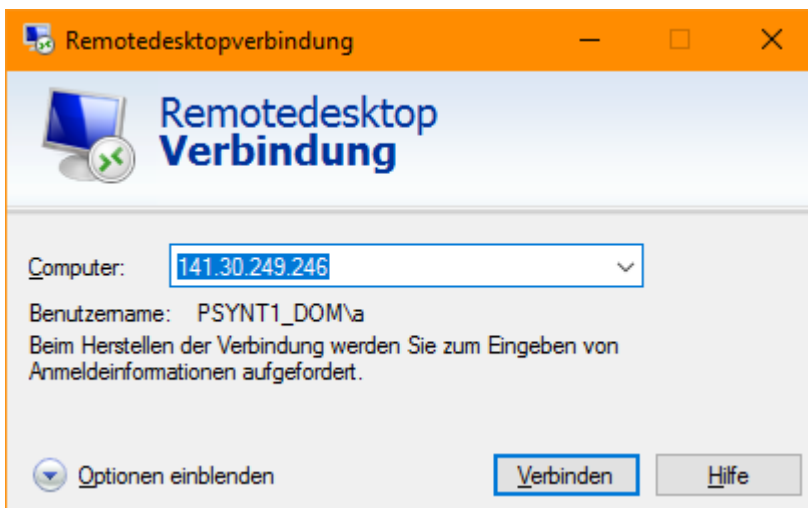 Remotedesktopverbindung
Remotedesktop
Verbindung
Computer: 141.30.249.246
Benutzername: PSYNT1_DOM\a
Beim Herstellen der Verbindung werden Sie zum Eingeben von
Anmeldeinformationen aufgefordert.
Optionen einblenden Verbinden Hilfe